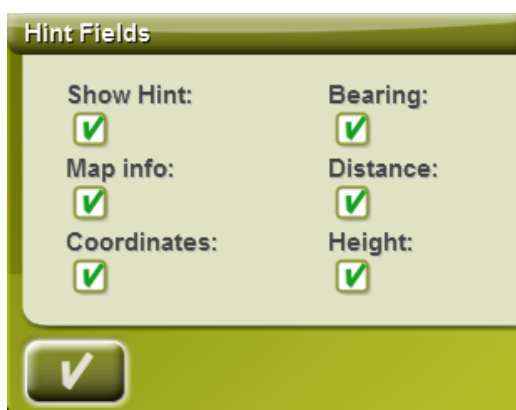 Hint Fields
Show Hint: Bearing:
Map info: Distance:
Coordinates: Height: